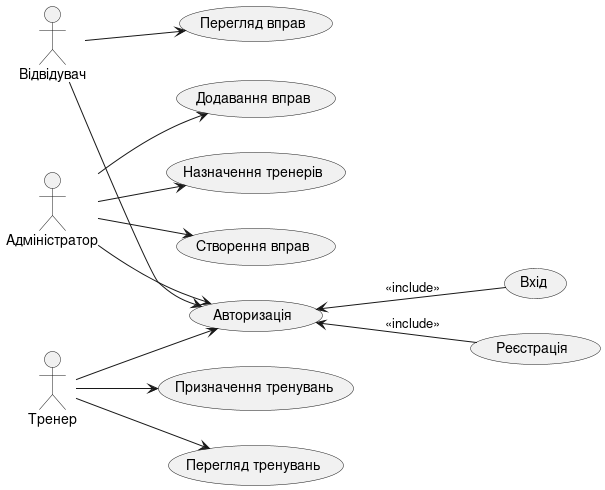 Відвідувач
Перегляд вправ
Додавання вправ
Адміністратор
Назначення тренерів
Створення вправ
Авторизація
«include»
Вхід
«include»
Реєстрація
Тренер
Призначення тренувань
Перегляд тренувань